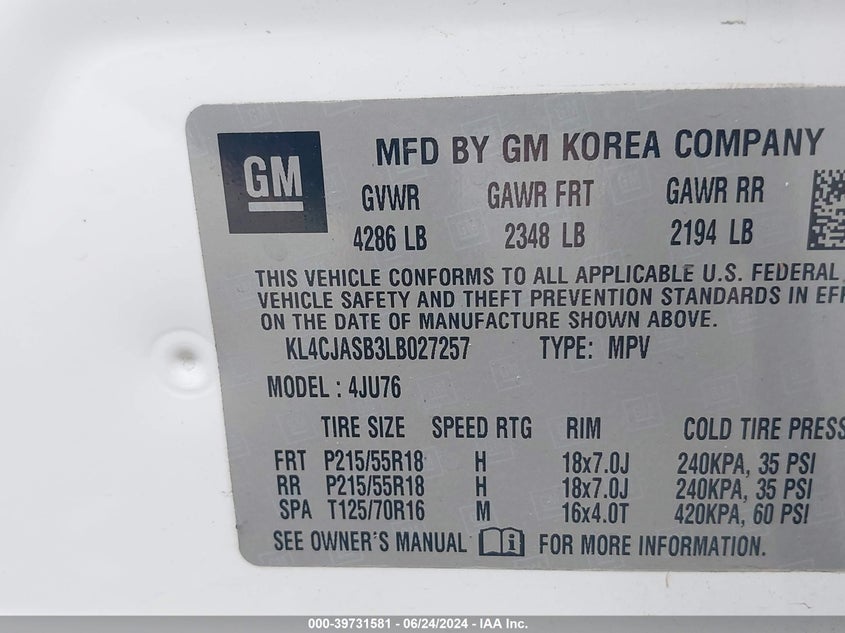 GM
MFD BY GM KOREA COMPANY
GVWR GAWR FRT GAWR RR
4286 LB 2348 LB 2194 LB
THIS VEHICLE CONFORMS TO ALL APPLICABLE U.S. FEDERAL
VEHICLE SAFETY AND THEFT PREVENTION STANDARDS IN EFF
ON THE DATE OF MANUFACTURE SHOWN ABOVE.
KL4CJASB3LB027257 TYPE: MPV
MODEL : 4JU76
TIRE SIZE SPEED RTG RIM COLD TIRE PRESS
FRT P215/55R18 H 18x7.0J 240KPA, 35 PSI
RR P215/55R18 H 18x7.0J 240KPA, 35 PSI
SPA T125/70R16 M 16x4.0T 420KPA, 60 PSI
SEE OWNER'S MANUAL FOR MORE INFORMATION.
000-39731581 - 06/24/2024 - IAA Inc.